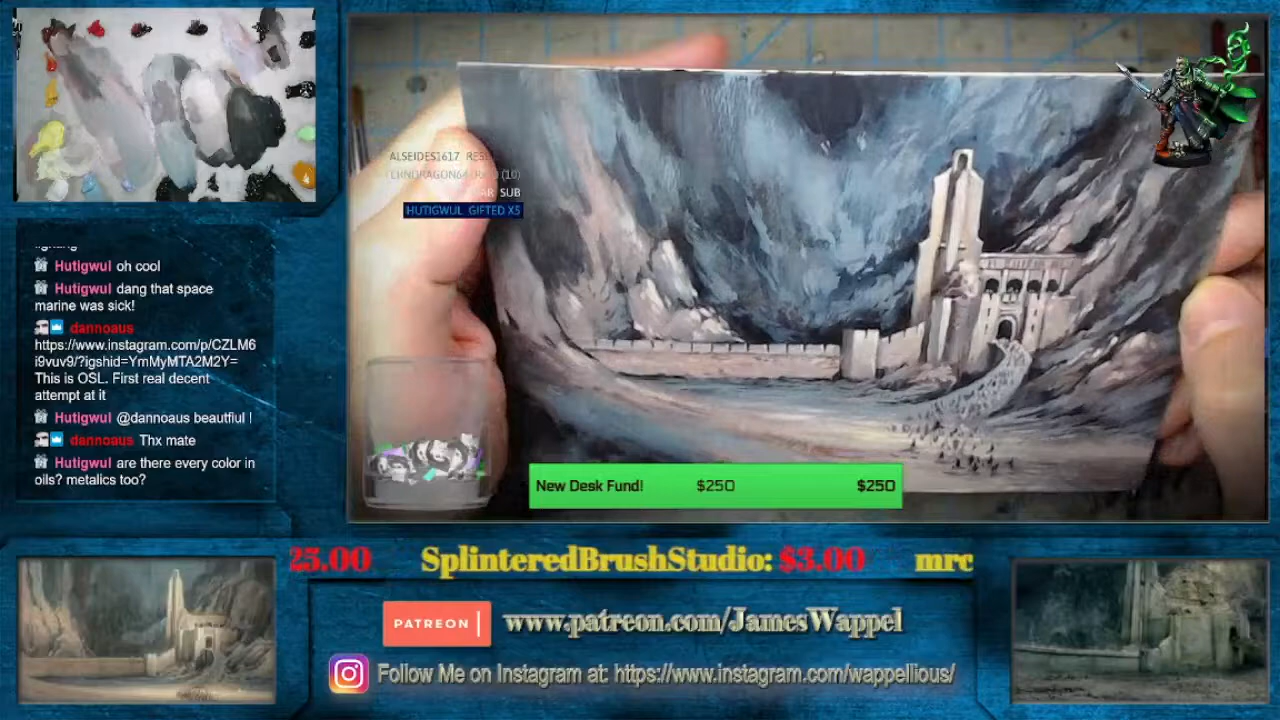 Hutigwul oh cool
Hutigwul dang that space
marine was sick!
dannoaus
https://www.instagram.com/p/CZLM6
i9vuv9/?igshid=YmMyMTA2M2Y=
This is OSL. First real decent
attempt at it
Hutigwul @dannoaus beautfiul !
dannoaus Thx mate
Hutigwul are there every color in
oils? metalics too?
ALSEIDES1617
SUB
HUTIGWUL GIFTED X5
New Desk Fund! $250 $250
25.00 SplinteredBrushStudio: $3.00 mrc
PATREON www.patreon.com/JamesWappel
Follow Me on Instagram at: https://www.instagram.com/wappellious/